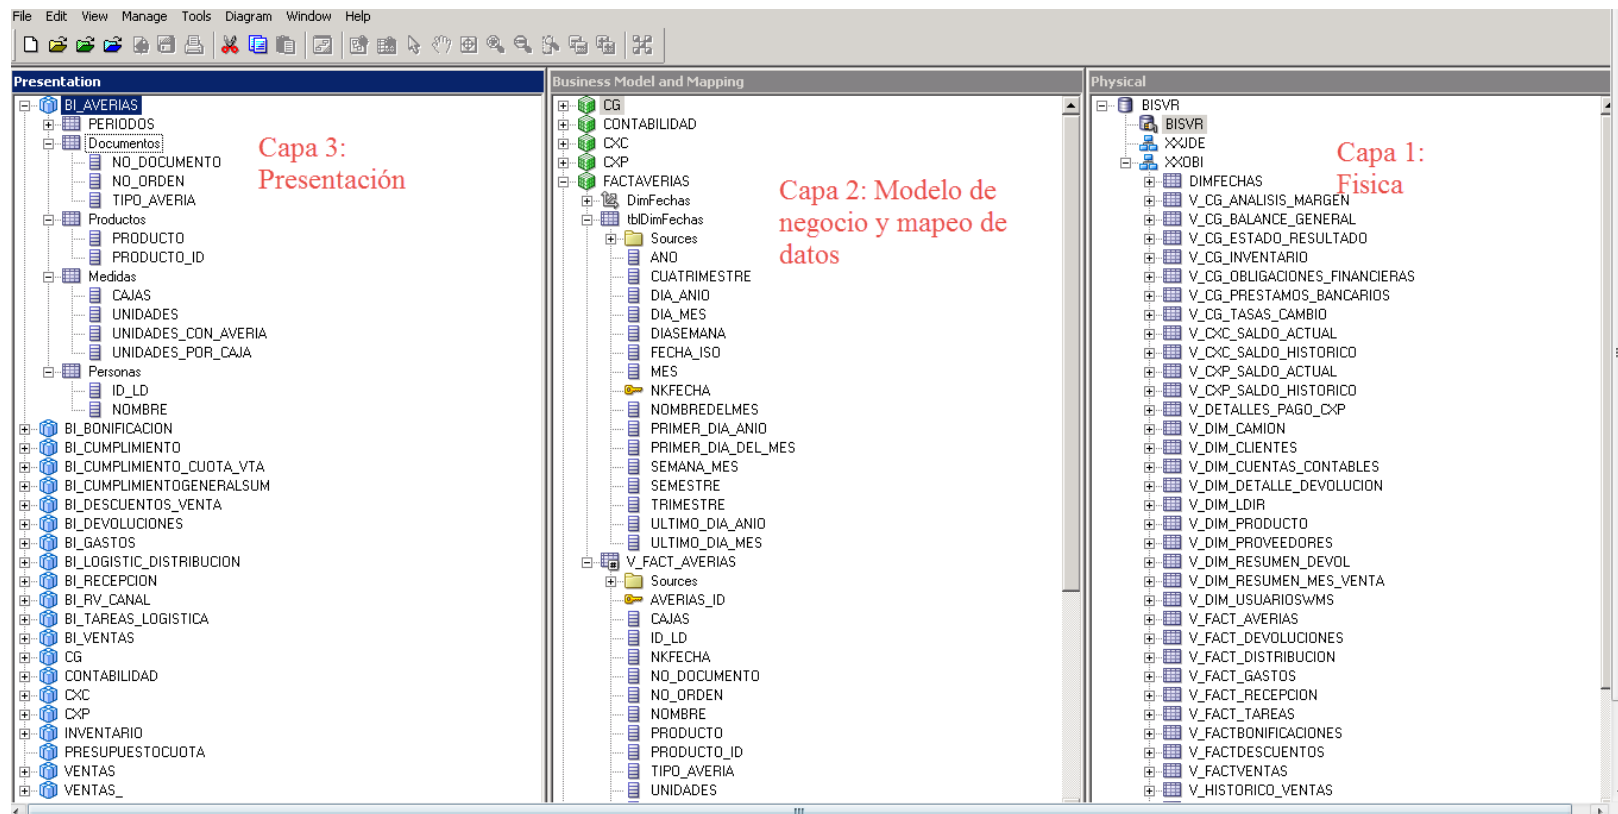 File Edit View Manage Tools Diagram Window Help
Presentation
BI_AVERIAS
PERIODOS
Documentos
NO_DOCUMENTO
NO_ORDEN
TIPO_AVERIA
Productos
PRODUCTO
PRODUCTO_ID
Medidas
CAJAS
UNIDADES
UNIDADES_CON_AVERIA
UNIDADES_POR_CAJA
Personas
ID_LD
NOMBRE
BI_BONIFICACION
BI_CUMPLIMIENTO
BI_CUMPLIMIENTO_CUOTA_VTA
BI_CUMPLIMIENTOGENERALSUM
BI_DESCUENTOS_VENTA
BI_DEVOLUCIONES
BI_GASTOS
BI_LOGISTIC_DISTRIBUCION
BI_RECEPCION
BI_RV_CANAL
BI_TAREAS_LOGISTICA
BI_VENTAS
CG
CONTABILIDAD
CXC
CXP
INVENTARIO
PRESUPUESTOCUOTA
VENTAS
VENTAS_
Capa 3:
Presentación
Business Model and Mapping
CG
CONTABILIDAD
CXC
CXP
FACTAVERIAS
DimFechas
tblDimFechas
Sources
ANO
CUATRIMESTRE
DIA_ANIO
DIA_MES
DIASEMANA
FECHA_ISO
MES
NKFECHA
NOMBREDELMES
PRIMER_DIA_ANIO
PRIMER_DIA_DEL_MES
SEMANA_MES
SEMESTRE
TRIMESTRE
ULTIMO_DIA_ANIO
ULTIMO_DIA_MES
V_FACT_AVERIAS
Sources
AVERIAS_ID
CAJAS
ID_LD
NKFECHA
NO_DOCUMENTO
NO_ORDEN
NOMBRE
PRODUCTO
PRODUCTO_ID
TIPO_AVERIA
UNIDADES
Capa 2: Modelo de
negocio y mapeo de
datos
Physical
BISVR
BISVR
XXJDE
XXOBI
DIMFECHAS
V_CG_ANALISIS_MARGEN
V_CG_BALANCE_GENERAL
V_CG_ESTADO_RESULTADO
V_CG_INVENTARIO
V_CG_OBLIGACIONES_FINANCIERAS
V_CG_PRESTAMOS_BANCARIOS
V_CG_TASAS_CAMBIO
V_CXC_SALDO_ACTUAL
V_CXC_SALDO_HISTORICO
V_CXP_SALDO_ACTUAL
V_CXP_SALDO_HISTORICO
V_DETALLES_PAGO_CXP
V_DIM_CAMION
V_DIM_CLIENTES
V_DIM_CUENTAS_CONTABLES
V_DIM_DETALLE_DEVOLUCION
V_DIM_LDIR
V_DIM_PRODUCTO
V_DIM_PROVEEDORES
V_DIM_RESUMEN_DEVOL
V_DIM_RESUMEN_MES_VENTA
V_DIM_USUARIOSWMS
V_FACT_AVERIAS
V_FACT_DEVOLUCIONES
V_FACT_DISTRIBUCION
V_FACT_GASTOS
V_FACT_RECEPCION
V_FACT_TAREAS
V_FACTBONIFICACIONES
V_FACTDESCUENTOS
V_FACTVENTAS
V_HISTORICO_VENTAS
Capa 1:
Fisica